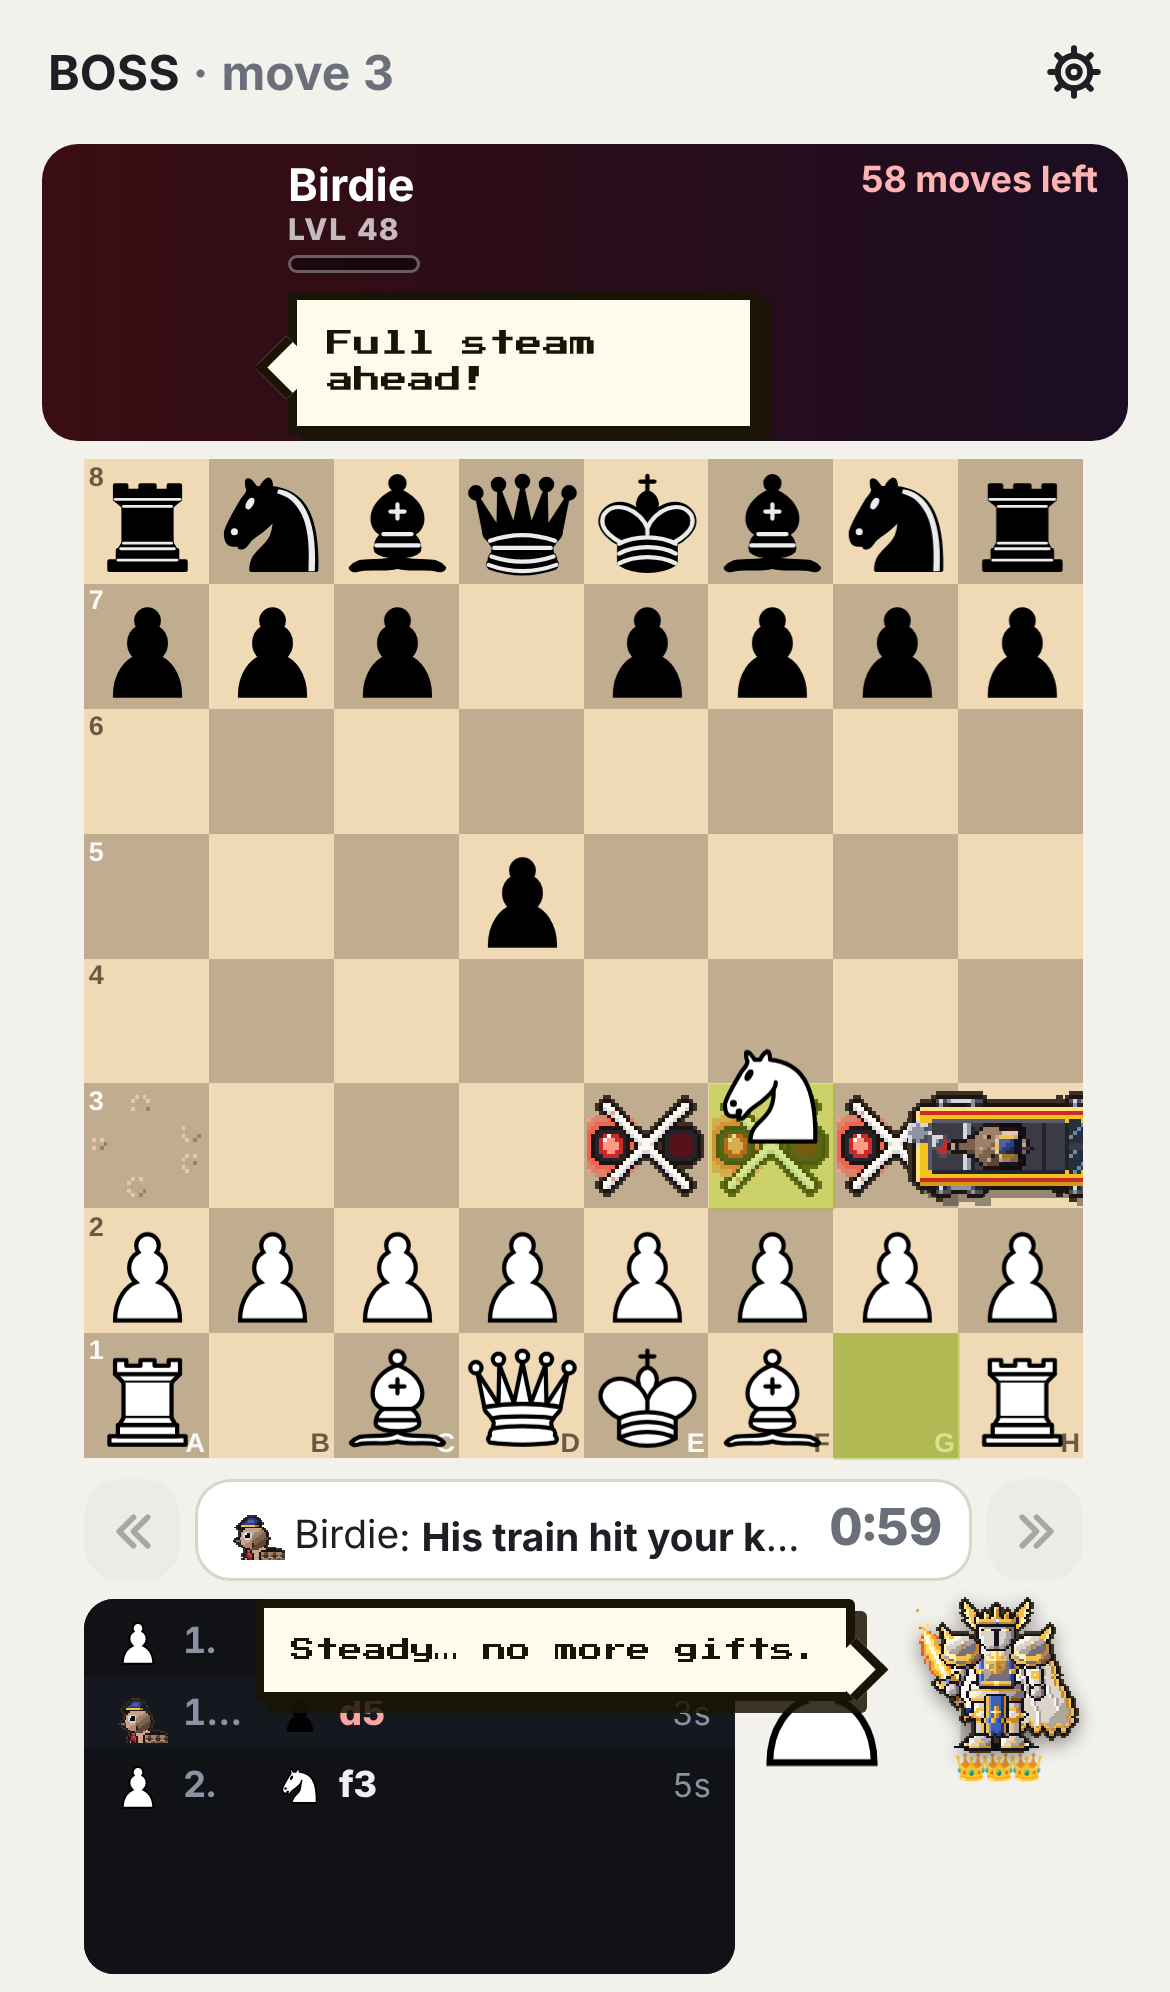 BOSS · move 3
Birdie
58 moves left
LVL 48
Full steam
ahead!
8
7
6
5
4
3
2
1
A B C D E F G H
Birdie: His train hit your k... 0:59
Steady... no more gifts.
1.
1... d5 3s
2. f3 5s